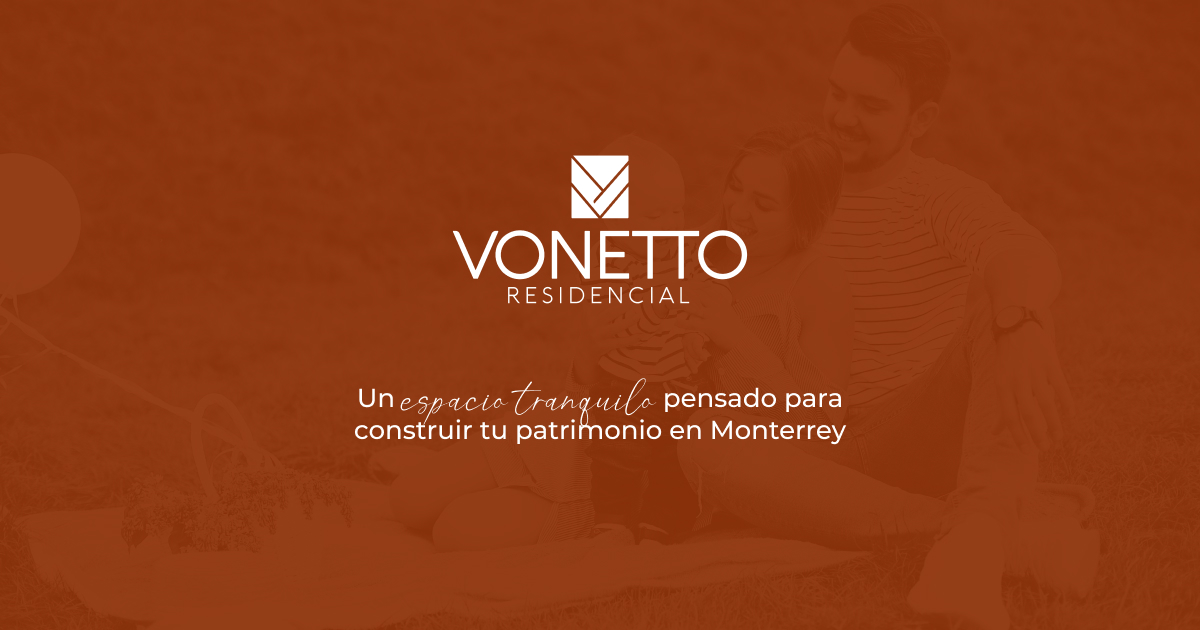 VONETTO
RESIDENCIAL
Un espacio tranquilo pensado para
construir tu patrimonio en Monterrey